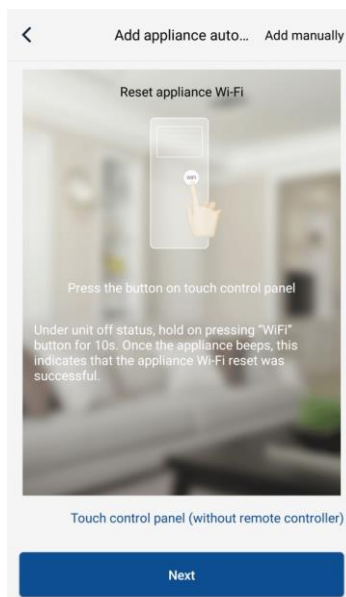 Add appliance auto... Add manually
Reset appliance Wi-Fi
WiFi
Press the button on touch control panel
Under unit off status, hold on pressing "WiFi"
button for 10s. Once the appliance beeps, this
indicates that the appliance Wi-Fi reset was
successful.
Touch control panel (without remote controller)
Next